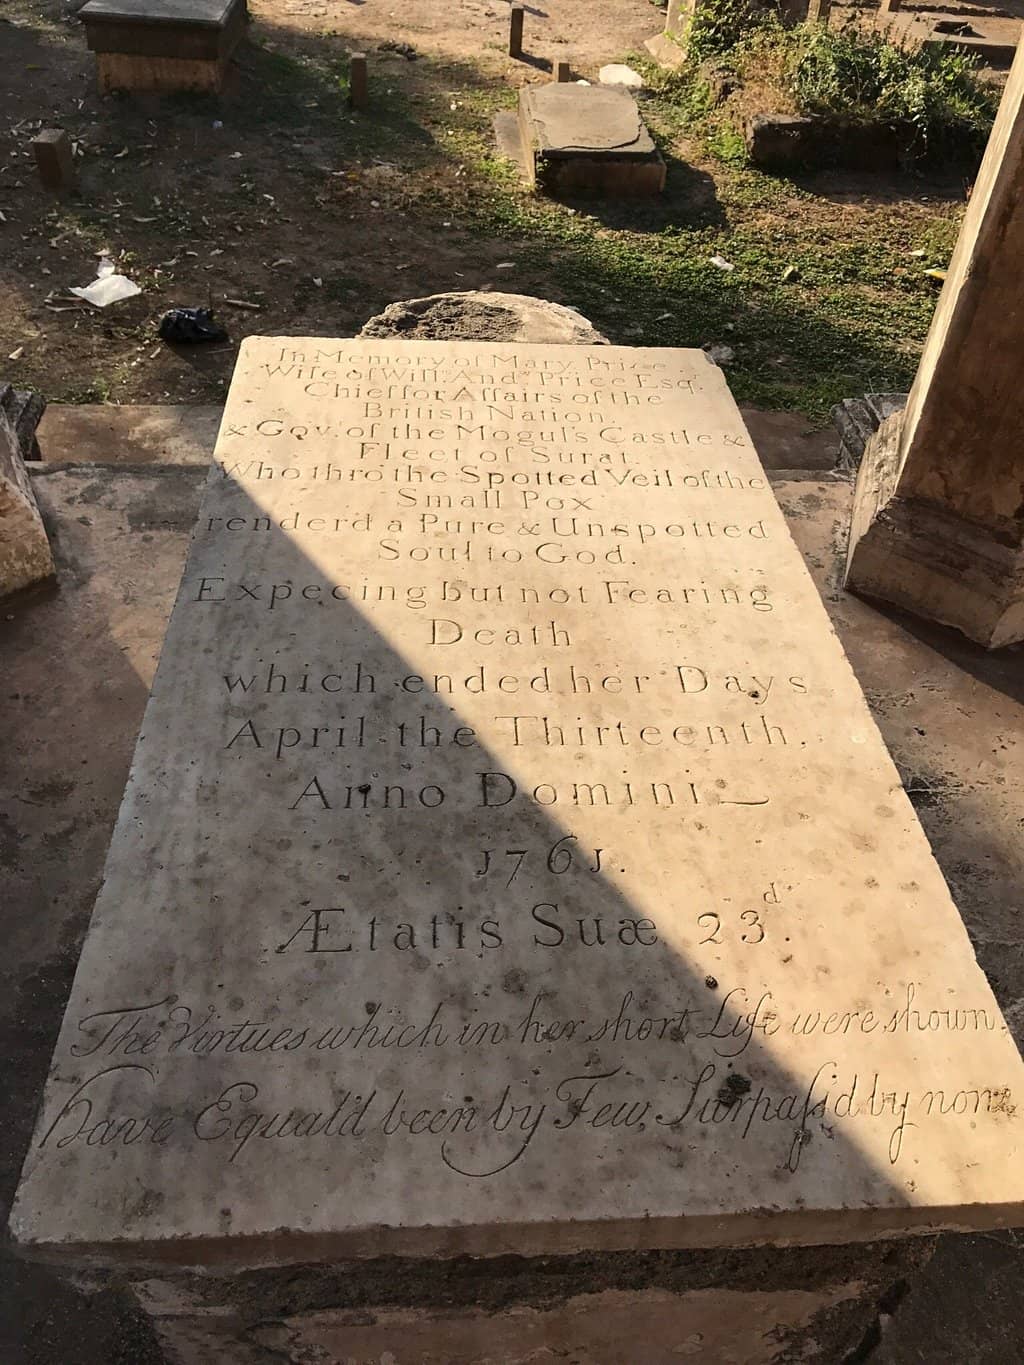 In Memory of Mary Price
Wife of Will: And:ʷ Price Esq.
Chief for Affairs of the
British Nation,
& Gov.ʳ of the Mogul's Castle &
Fleet of Surat.
Who thro the Spotted Veil of the
Small Pox
renderd a Pure & Unspotted
Soul to God.
Expecing but not Fearing
Death
which ended her Days
April the Thirteenth,
Anno Domini
1761.
Ætatis Suæ 23.ᵈ
The Virtues which in her short Life were shown,
have Equal'd been by Few, Surpaſs'd by none